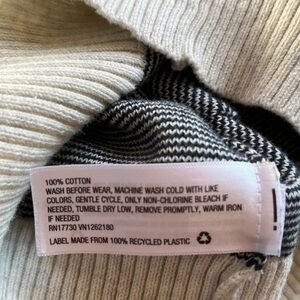 100% COTTON
WASH BEFORE WEAR, MACHINE WASH COLD WITH LIKE
COLORS, GENTLE CYCLE, ONLY NON-CHLORINE BLEACH IF
NEEDED, TUMBLE DRY LOW, REMOVE PROMPTLY, WARM IRON
IF NEEDED
RN17730 VN1262180
LABEL MADE FROM 100% RECYCLED PLASTIC